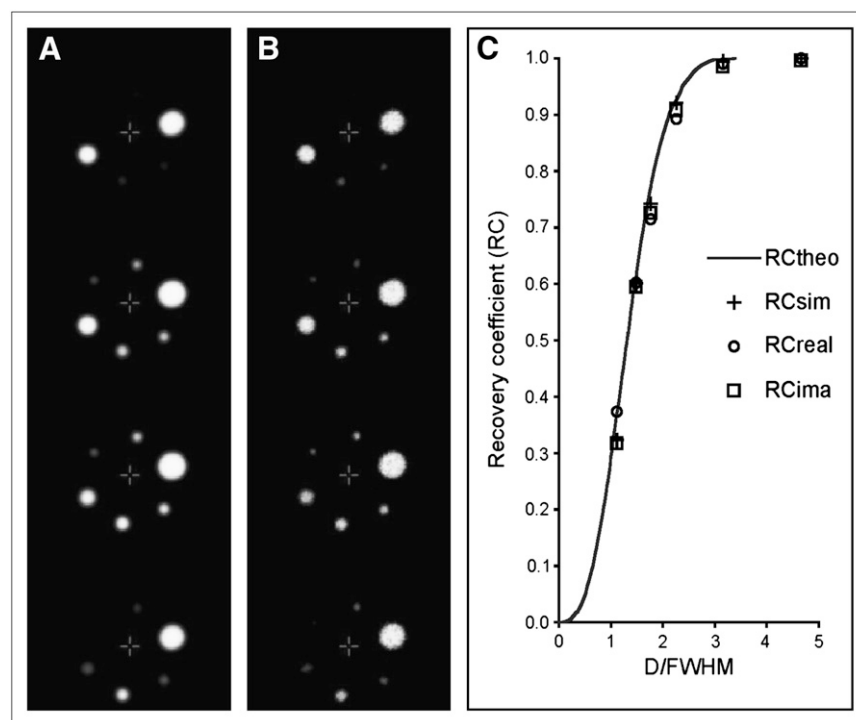 A
B
C
1.0
0.9
0.8
0.7
0.6
0.5
0.4
0.3
0.2
0.1
0.0
Recovery coefficient (RC)
RCtheo
RCsim
RCreal
RCima
0 1 2 3 4 5
D/FWHM